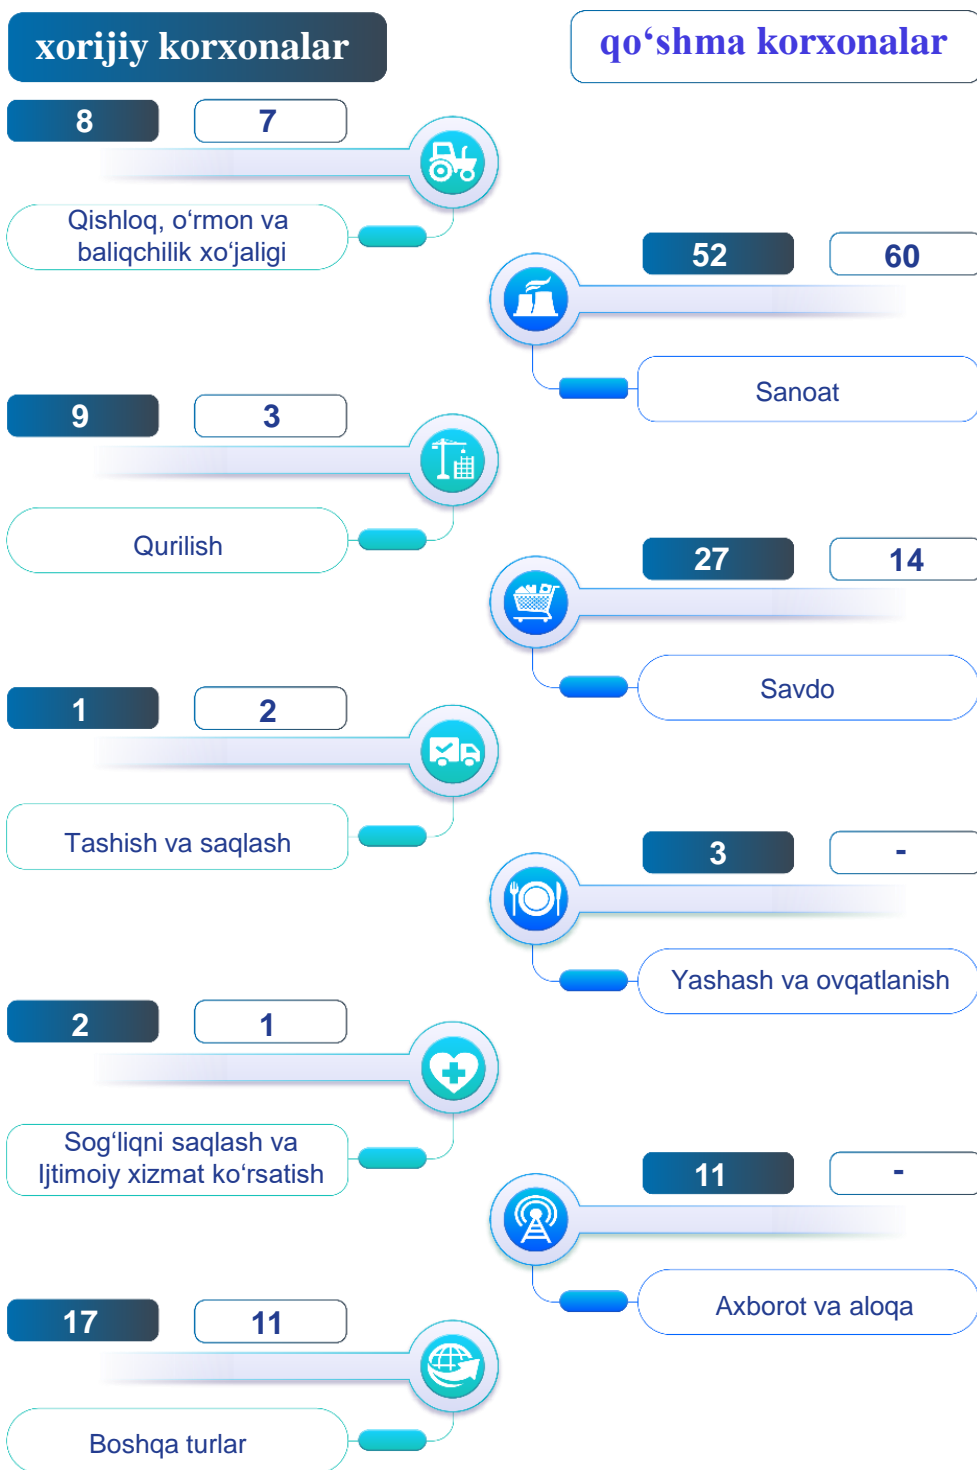 xorijiy korxonalar
qo‘shma korxonalar
8
7
Qishloq, o‘rmon va
baliqchilik xo‘jaligi
52
60
Sanoat
9
3
Qurilish
27
14
Savdo
1
2
Tashish va saqlash
3
-
Yashash va ovqatlanish
2
1
Sog‘liqni saqlash va
Ijtimoiy xizmat ko‘rsatish
11
-
Axborot va aloqa
17
11
Boshqa turlar